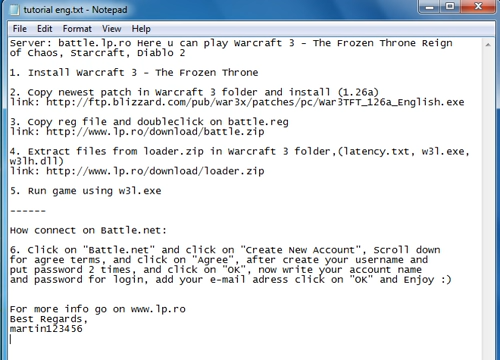 tutorial eng.txt - Notepad
File Edit Format View Help
Server: battle.lp.ro Here u can play Warcraft 3 - The Frozen Throne Reign
of Chaos, Starcraft, Diablo 2
1. Install Warcraft 3 - The Frozen Throne
2. Copy newest patch in Warcraft 3 folder and install (1.26a)
link: http://ftp.blizzard.com/pub/war3x/patches/pc/War3TFT_126a_English.exe
3. Copy reg file and doubleclick on battle.reg
link: http://www.lp.ro/download/battle.zip
4. Extract files from loader.zip in Warcraft 3 folder,(latency.txt, w3l.exe,
w3lh.dll)
link: http://www.lp.ro/download/loader.zip
5. Run game using w3l.exe
------
How connect on Battle.net:
6. Click on "Battle.net" and click on "Create New Account", Scroll down
for agree terms, and click on "Agree", after create your username and
put password 2 times, and click on "OK", now write your account name
and password for login, add your e-mail adress click on "OK" and Enjoy :)
For more info go on www.lp.ro
Best Regards,
martin123456